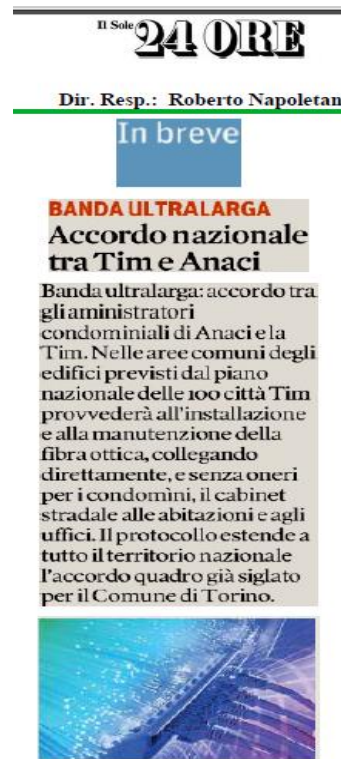 Il Sole
24 ORE
Dir. Resp.: Roberto Napoletan
In breve
BANDA ULTRALARGA
Accordo nazionale
tra Tim e Anaci
Banda ultralarga: accordo tra
gli aministratori
condominiali di Anaci e la
Tim. Nelle aree comuni degli
edifici previsti dal piano
nazionale delle 100 città Tim
provvederà all'installazione
e alla manutenzione della
fibra ottica, collegando
direttamente, e senza oneri
per i condomìni, il cabinet
stradale alle abitazioni e agli
uffici. Il protocollo estende a
tutto il territorio nazionale
l'accordo quadro già siglato
per il Comune di Torino.